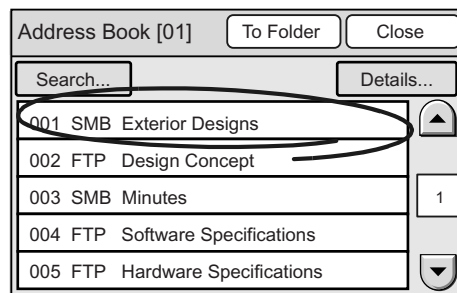 Address Book [01] To Folder Close
Search... Details...
001 SMB Exterior Designs
002 FTP Design Concept
003 SMB Minutes
1
004 FTP Software Specifications
005 FTP Hardware Specifications